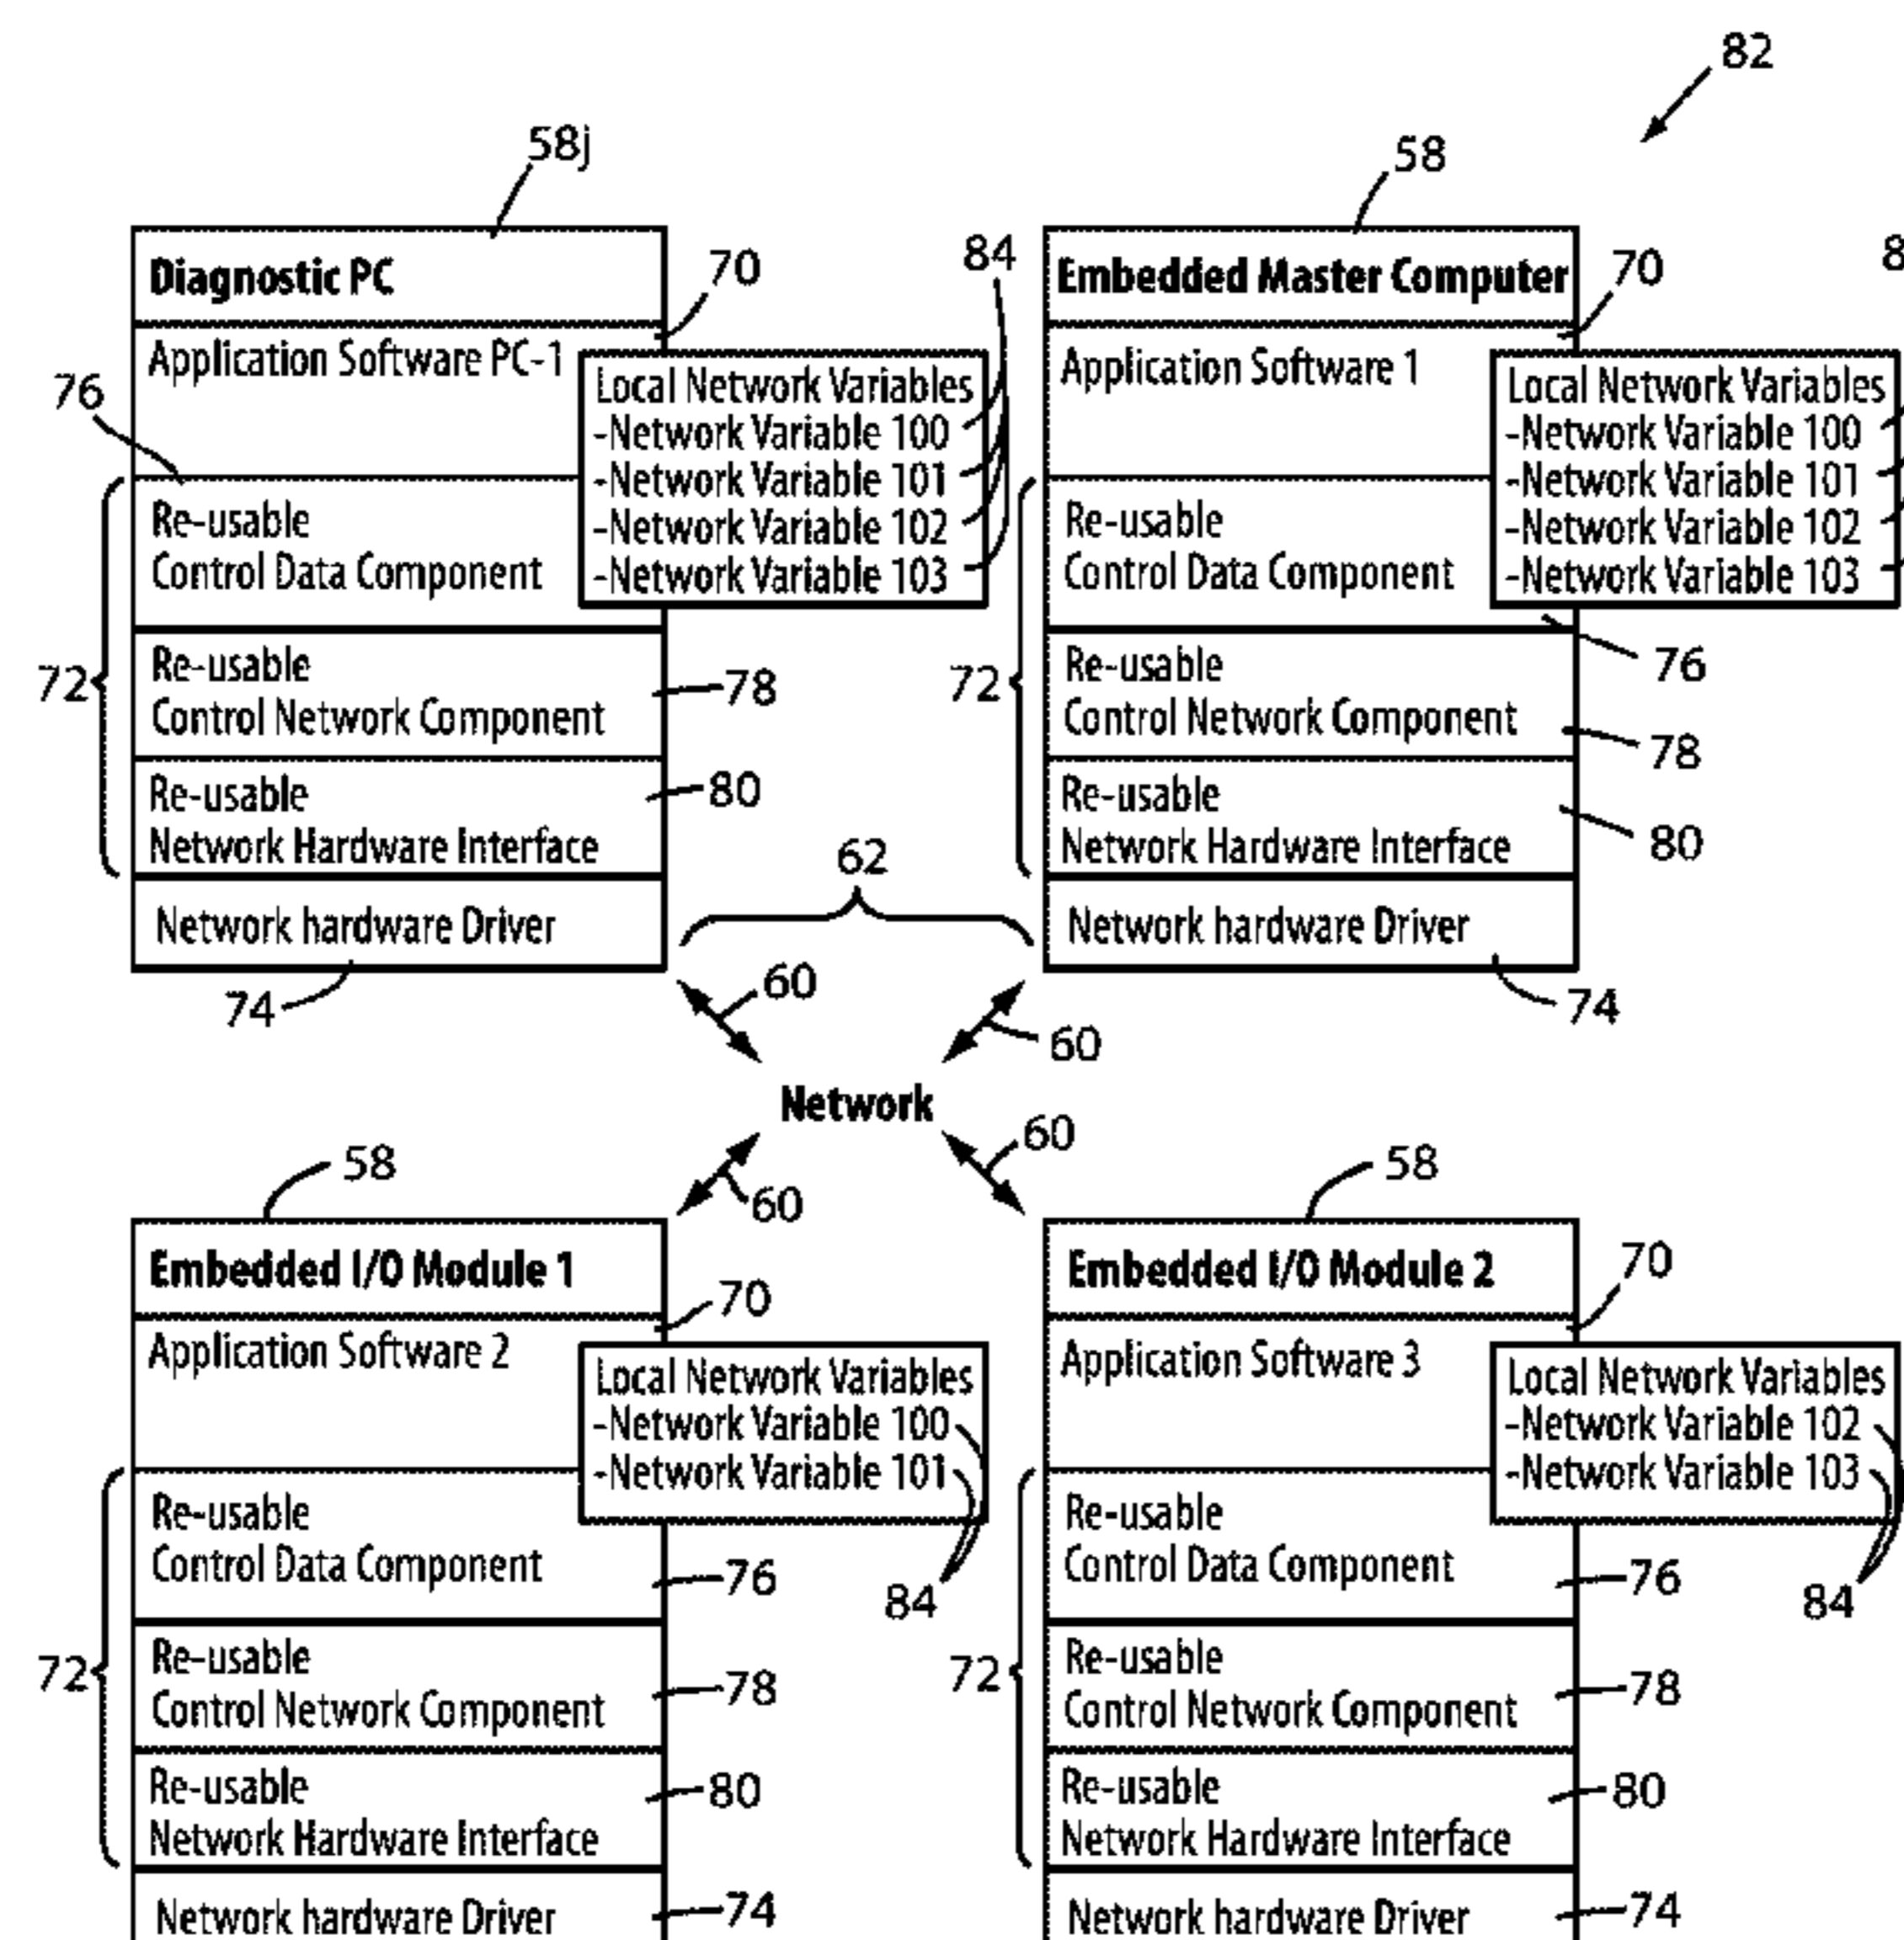 82
58j
58
Diagnostic PC
70
84
Embedded Master Computer
70
8
Application Software PC-1
Local Network Variables
-Network Variable 100
-Network Variable 101
-Network Variable 102
-Network Variable 103
Application Software 1
Local Network Variables
-Network Variable 100
-Network Variable 101
-Network Variable 102
-Network Variable 103
76
Re-usable
Control Data Component
Re-usable
Control Data Component
76
72
Re-usable
Control Network Component
78
72
Re-usable
Control Network Component
78
Re-usable
Network Hardware Interface
80
Re-usable
Network Hardware Interface
80
62
Network hardware Driver
Network hardware Driver
74
60
60
74
Network
60
60
58
58
Embedded I/O Module 1
70
Embedded I/O Module 2
70
Application Software 2
Local Network Variables
-Network Variable 100
-Network Variable 101
Application Software 3
Local Network Variables
-Network Variable 102
-Network Variable 103
Re-usable
Control Data Component
76
84
Re-usable
Control Data Component
76
84
72
Re-usable
Control Network Component
78
72
Re-usable
Control Network Component
78
Re-usable
Network Hardware Interface
80
Re-usable
Network Hardware Interface
80
Network hardware Driver
74
Network hardware Driver
74